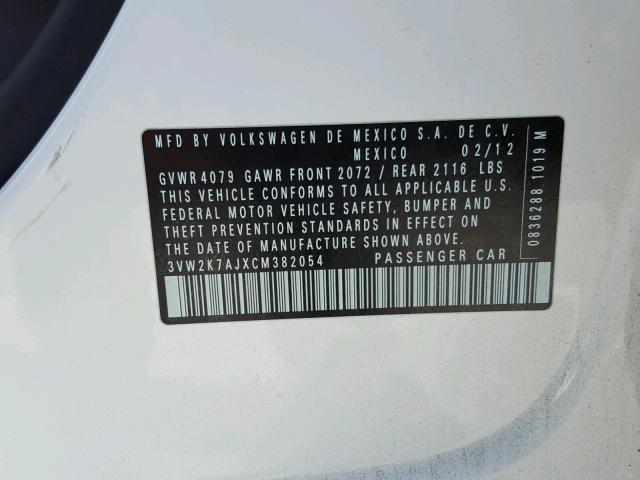 MFD BY VOLKSWAGEN DE MEXICO S.A. DE C.V.
MEXICO 02/12
GVWR 4079 GAWR FRONT 2072 / REAR 2116 LBS
THIS VEHICLE CONFORMS TO ALL APPLICABLE U.S.
FEDERAL MOTOR VEHICLE SAFETY, BUMPER AND
THEFT PREVENTION STANDARDS IN EFFECT ON
THE DATE OF MANUFACTURE SHOWN ABOVE.
3VW2K7AJXCM382054 PASSENGER CAR
0836288 1019 M